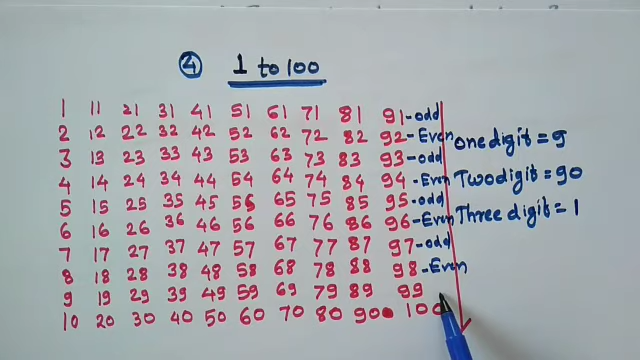 ④ 1 to 100
1 11 21 31 41 51 61 71 81 91-odd
2 12 22 32 42 52 62 72 82 92-Even
3 13 23 33 43 53 63 73 83 93-odd
4 14 24 34 44 54 64 74 84 94-Even
5 15 25 35 45 55 65 75 85 95-odd
6 16 26 36 46 56 66 76 86 96-Even
7 17 27 37 47 57 67 77 87 97-odd
8 18 28 38 48 58 68 78 88 98-Even
9 19 29 39 49 59 69 79 89 99
10 20 30 40 50 60 70 80 90 100
one digit = 9
Two digit = 90
Three digit = 1